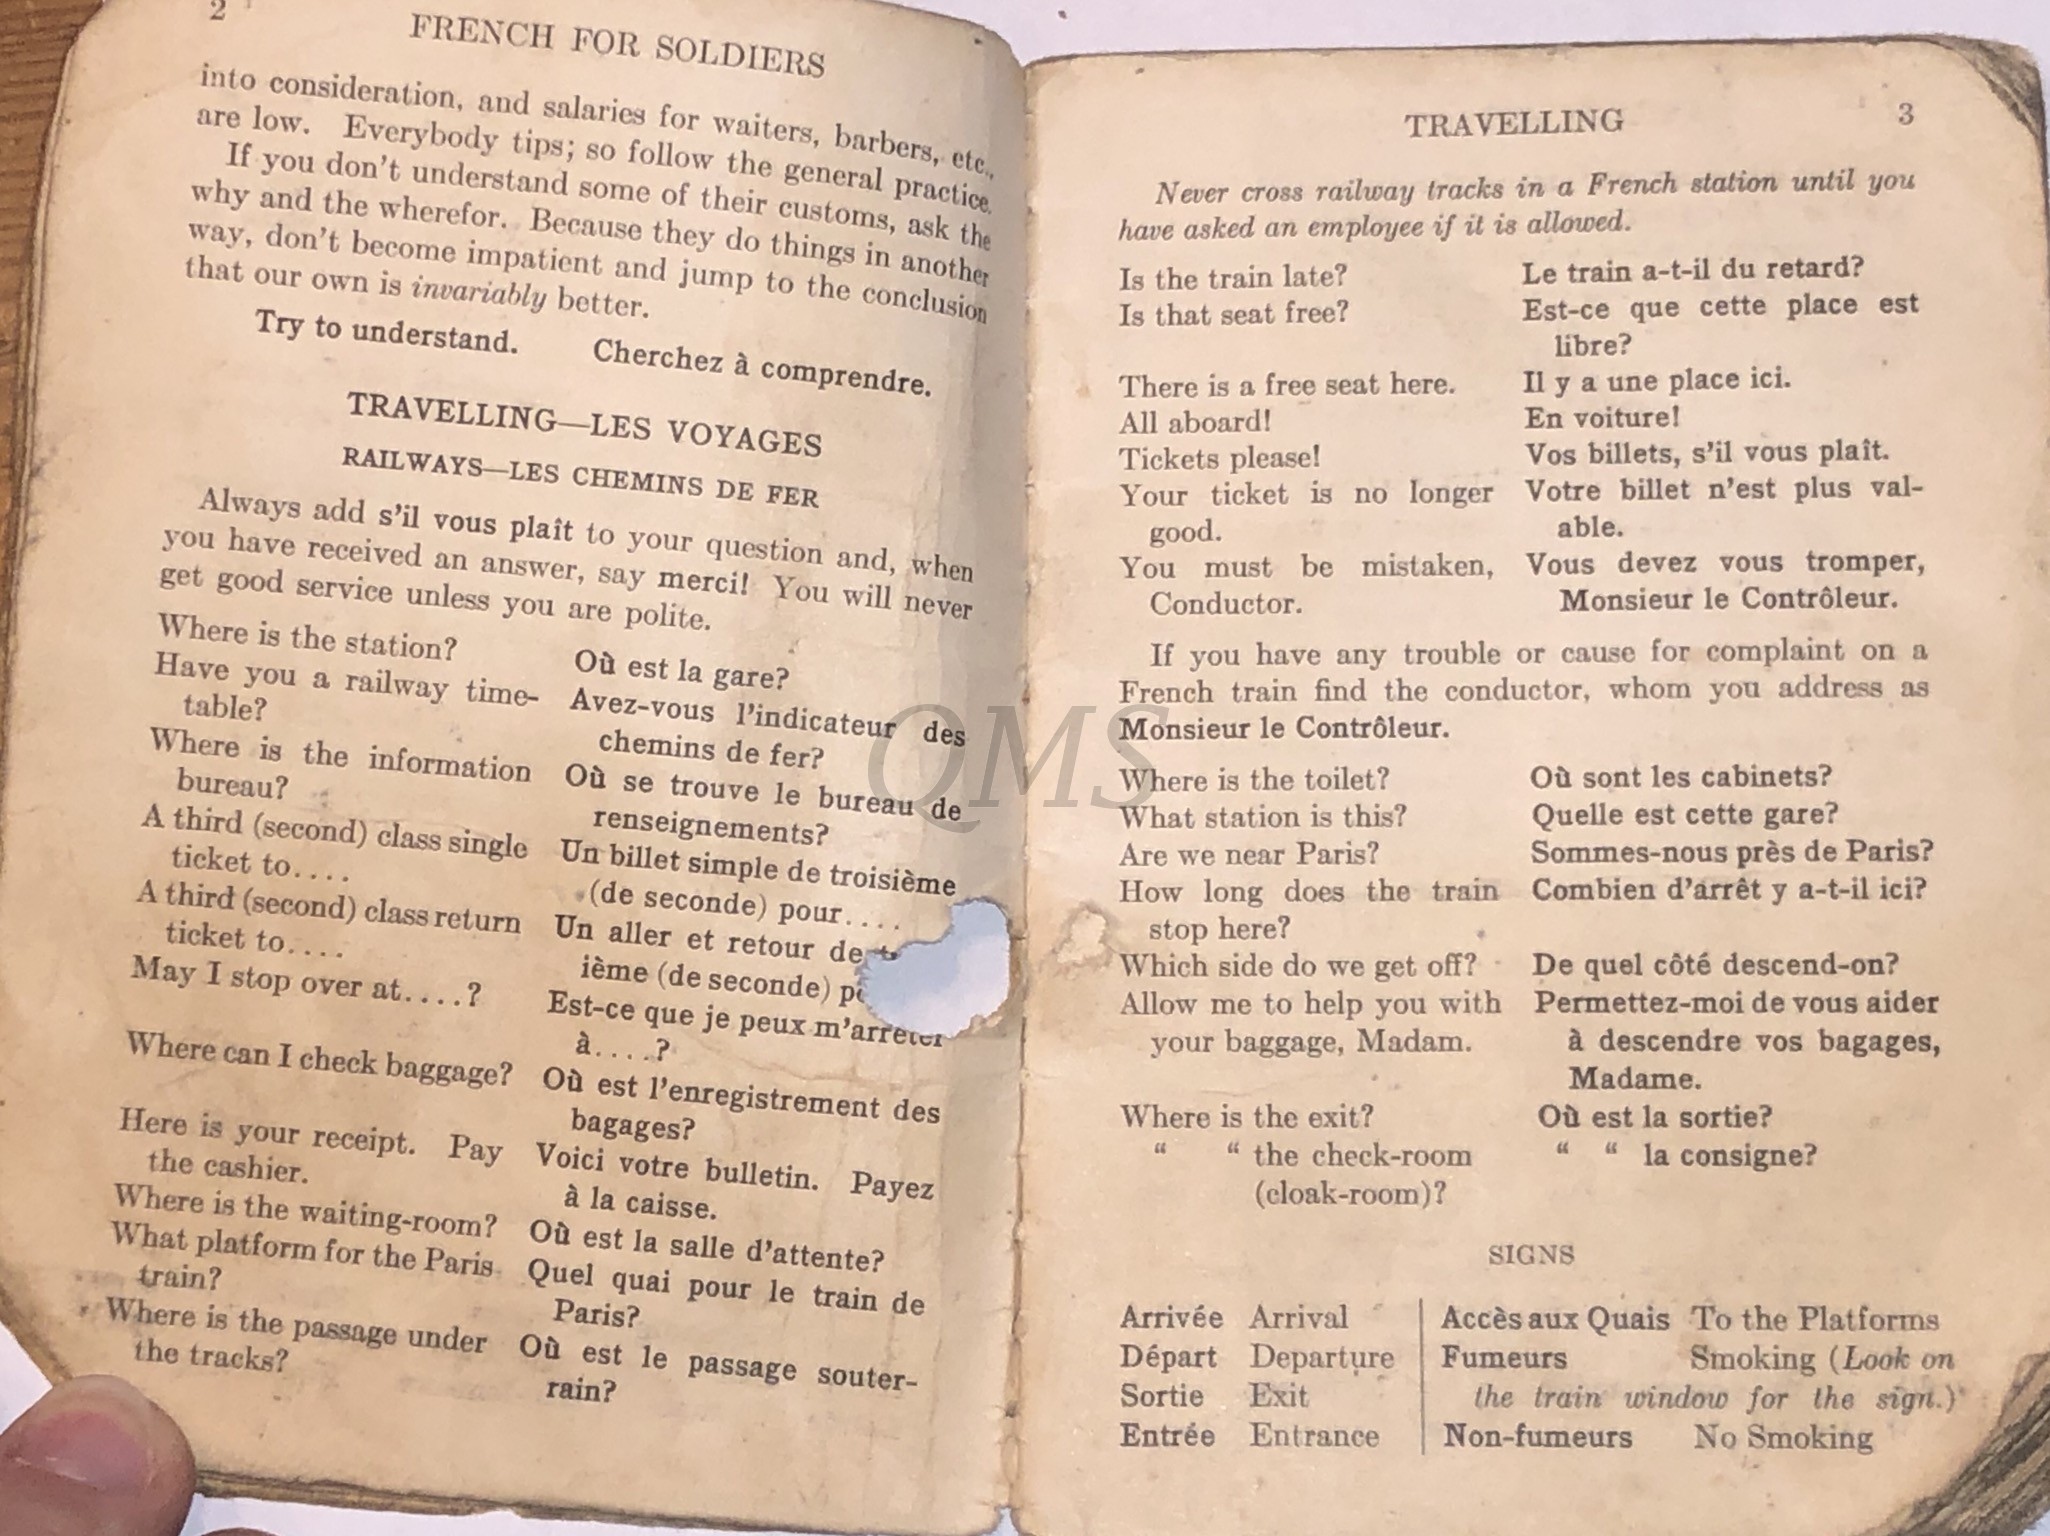 2
FRENCH FOR SOLDIERS
into consideration, and salaries for waiters, barbers, etc.,
are low. Everybody tips; so follow the general practice.
If you don't understand some of their customs, ask the
why and the wherefor. Because they do things in another
way, don't become impatient and jump to the conclusion
that our own is invariably better.
Try to understand. Cherchez à comprendre.
TRAVELLING—LES VOYAGES
RAILWAYS—LES CHEMINS DE FER
Always add s'il vous plaît to your question and, when
you have received an answer, say merci! You will never
get good service unless you are polite.
Where is the station? Où est la gare?
Have you a railway time- Avez-vous l'indicateur des
table? chemins de fer?
Where is the information Où se trouve le bureau de
bureau? renseignements?
A third (second) class single Un billet simple de troisième
ticket to.... (de seconde) pour....
A third (second) class return Un aller et retour de
ticket to.... ième (de seconde)
May I stop over at....? Est-ce que je peux m'arrêter
à....?
Where can I check baggage? Où est l'enregistrement des
bagages?
Here is your receipt. Pay Voici votre bulletin. Payez
the cashier. à la caisse.
Where is the waiting-room? Où est la salle d'attente?
What platform for the Paris Quel quai pour le train de
train? Paris?
Where is the passage under Où est le passage souter-
the tracks? rain?
QMS
TRAVELLING 3
Never cross railway tracks in a French station until you
have asked an employee if it is allowed.
Is the train late? Le train a-t-il du retard?
Is that seat free? Est-ce que cette place est
libre?
There is a free seat here. Il y a une place ici.
All aboard! En voiture!
Tickets please! Vos billets, s'il vous plaît.
Your ticket is no longer Votre billet n'est plus val-
good. able.
You must be mistaken, Vous devez vous tromper,
Conductor. Monsieur le Contrôleur.
If you have any trouble or cause for complaint on a
French train find the conductor, whom you address as
Monsieur le Contrôleur.
Where is the toilet? Où sont les cabinets?
What station is this? Quelle est cette gare?
Are we near Paris? Sommes-nous près de Paris?
How long does the train Combien d'arrêt y a-t-il ici?
stop here?
Which side do we get off? De quel côté descend-on?
Allow me to help you with Permettez-moi de vous aider
your baggage, Madam. à descendre vos bagages,
Madame.
Where is the exit? Où est la sortie?
" " the check-room " " la consigne?
(cloak-room)?
SIGNS
Arrivée Arrival Accès aux Quais To the Platforms
Départ Departure Fumeurs Smoking (Look on
Sortie Exit the train window for the sign.)
Entrée Entrance Non-fumeurs No Smoking